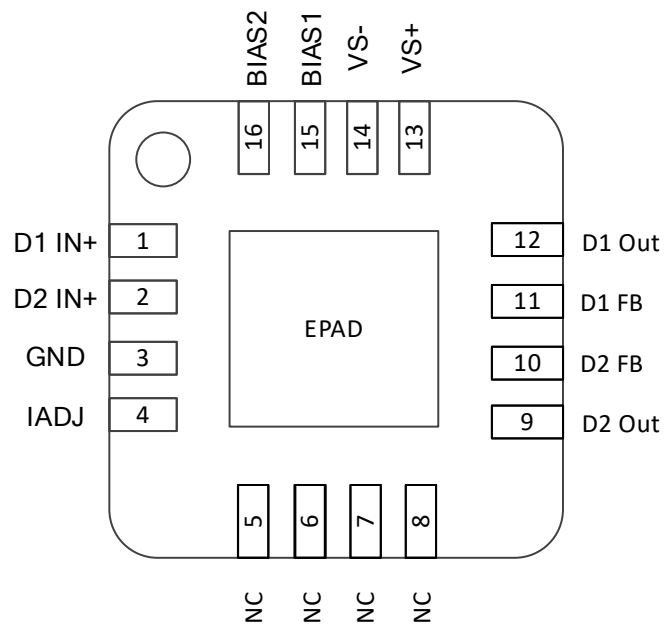 BIAS2
BIAS1
VS-
VS+
16
15
14
13
D1 IN+
1
12
D1 Out
D2 IN+
2
11
D1 FB
EPAD
GND
3
10
D2 FB
IADJ
4
9
D2 Out
5
6
7
8
NC
NC
NC
NC